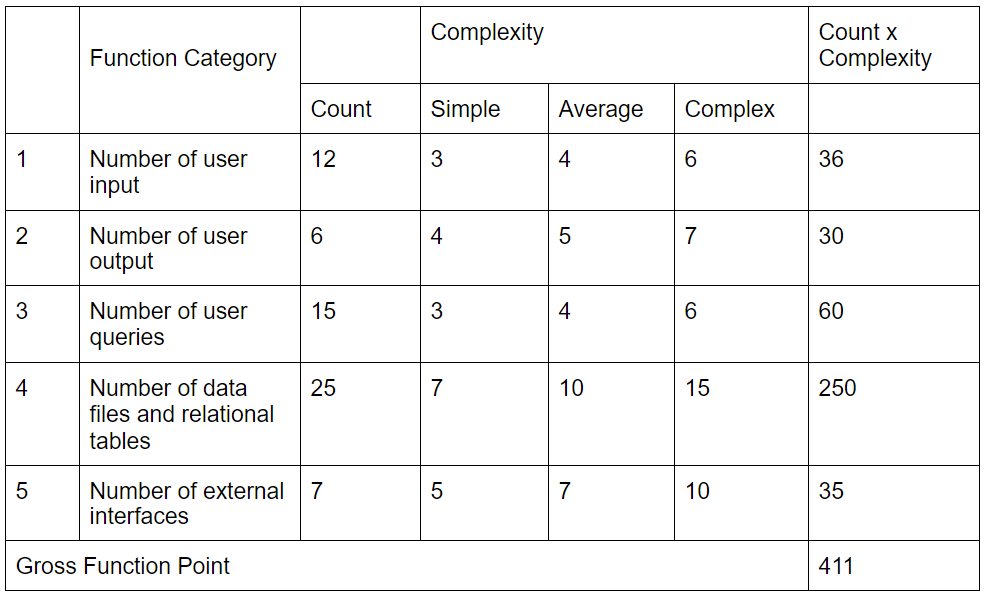 Complexity
Count x
Complexity
Function Category
Count
Simple
Average
Complex
1
Number of user
input
12
3
4
6
36
2
Number of user
output
6
4
5
7
30
3
Number of user
queries
15
3
4
6
60
4
Number of data
files and relational
tables
25
7
10
15
250
5
Number of external
interfaces
7
5
7
10
35
Gross Function Point
411